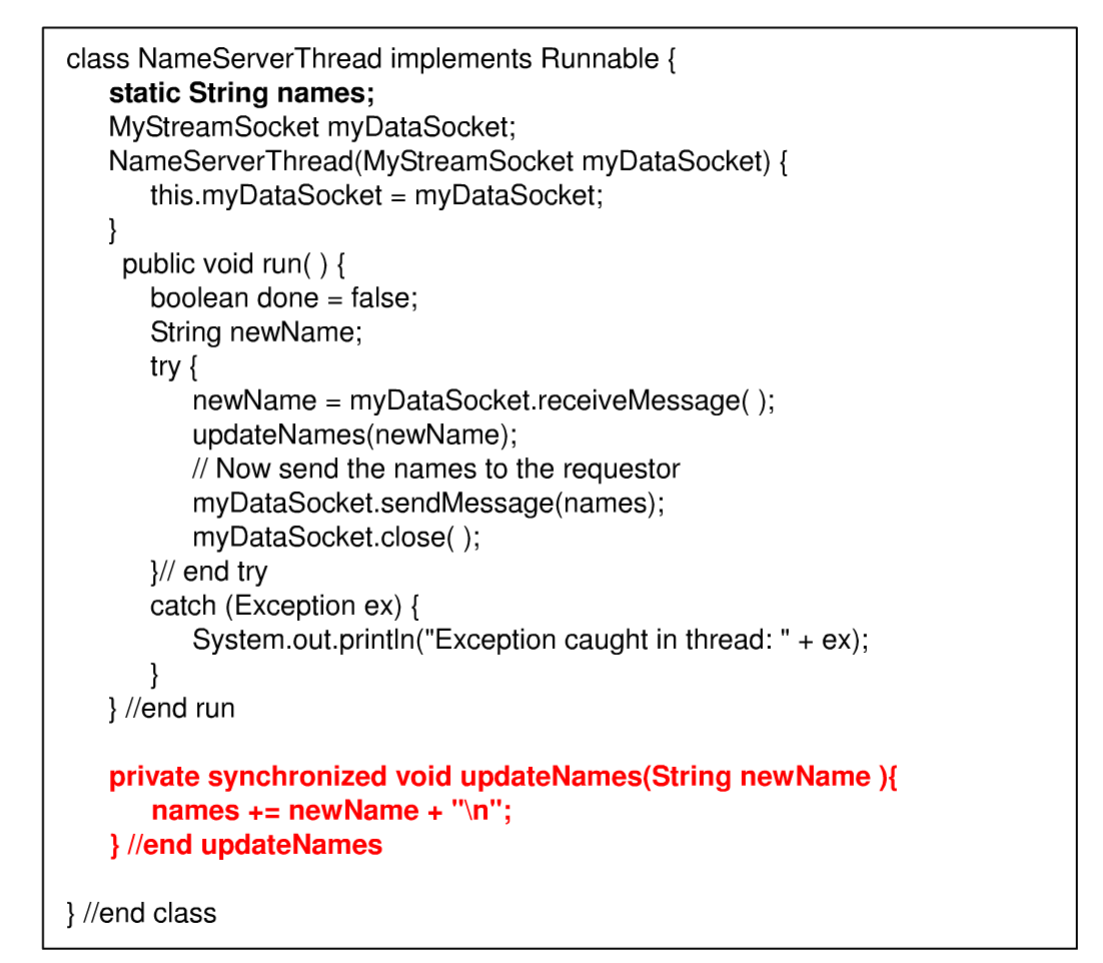 class NameServerThread implements Runnable {
static String names;
MyStreamSocket myDataSocket;
NameServerThread(MyStreamSocket myDataSocket) {
this.myDataSocket = myDataSocket;
}
public void run( ) {
boolean done = false;
String newName;
try {
newName = myDataSocket.receiveMessage( );
updateNames(newName);
// Now send the names to the requestor
myDataSocket.sendMessage(names);
myDataSocket.close( );
}// end try
catch (Exception ex) {
System.out.println("Exception caught in thread: " + ex);
}
} //end run
private synchronized void updateNames(String newName ){
names += newName + "\n";
} //end updateNames
} //end class